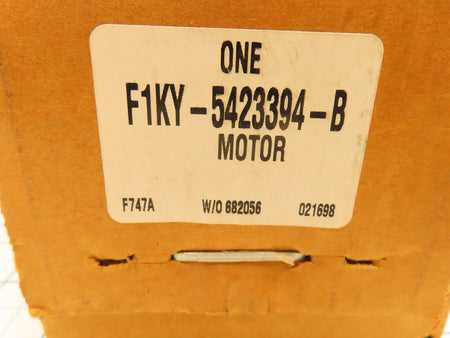 ONE
F1KY-5423394-B
MOTOR
F747A W/O 682056 021698